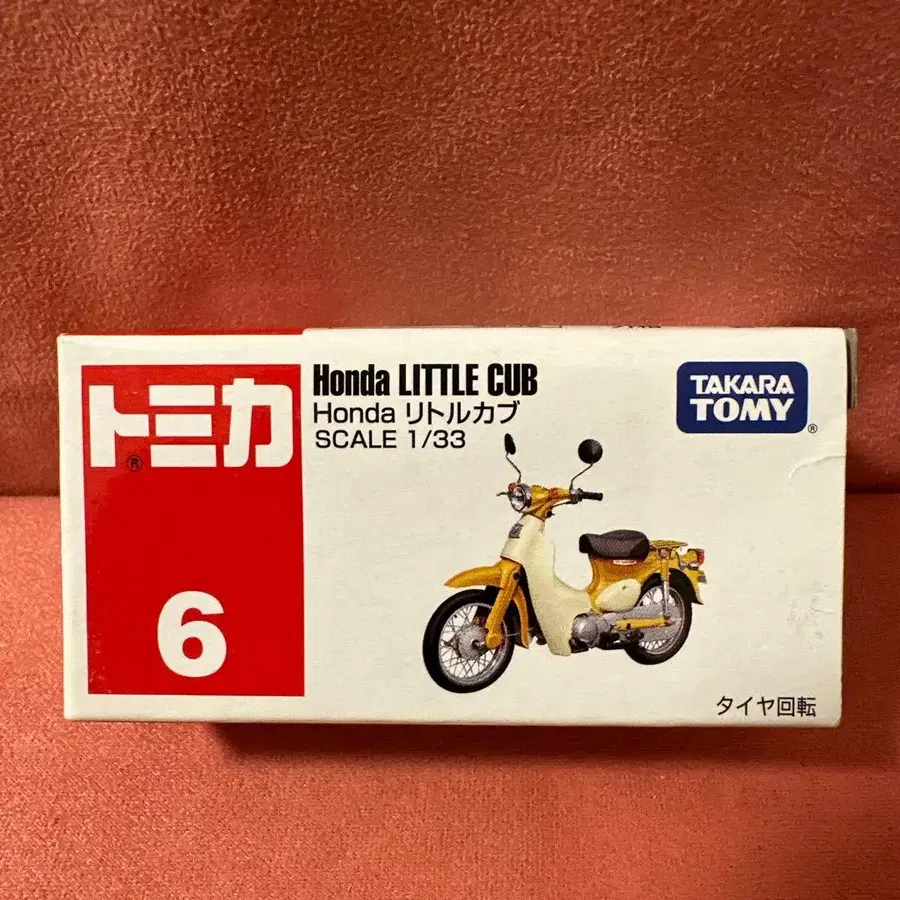 トミカ®
6
Honda LITTLE CUB
Honda リトルカブ
SCALE 1/33
TAKARA
TOMY®
タイヤ回転